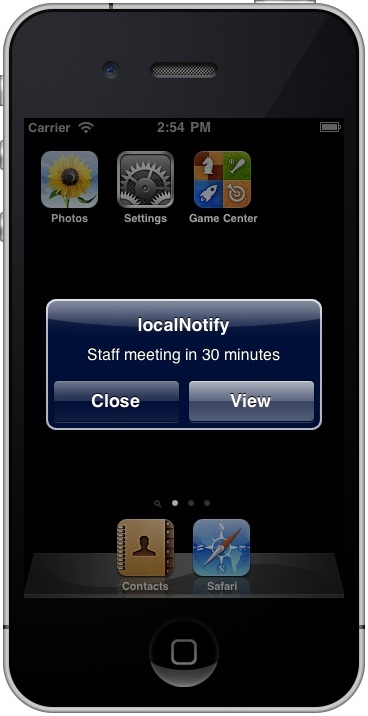 Carrier 2:54 PM
Photos Settings Game Center
localNotify
Staff meeting in 30 minutes
Close View
Contacts Safari